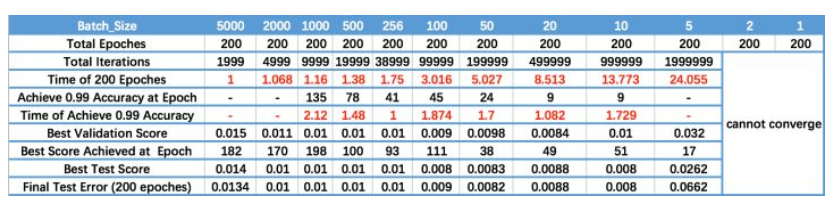 Batch_Size 5000 2000 1000 500 256 100 50 20 10 5 2 1
Total Epoches 200 200 200 200 200 200 200 200 200 200 200 200
Total Iterations 1999 4999 9999 19999 38999 99999 199999 499999 999999 1999999
Time of 200 Epoches 1 1.068 1.16 1.38 1.75 3.016 5.027 8.513 13.773 24.055
Achieve 0.99 Accuracy at Epoch - - 135 78 41 45 24 9 9 -
Time of Achieve 0.99 Accuracy - - 2.12 1.48 1 1.874 1.7 1.082 1.729 -
cannot converge
Best Validation Score 0.015 0.011 0.01 0.01 0.01 0.009 0.0098 0.0084 0.01 0.032
Best Score Achieved at Epoch 182 170 198 100 93 111 38 49 51 17
Best Test Score 0.014 0.01 0.01 0.01 0.01 0.008 0.0083 0.0088 0.008 0.0262
Final Test Error (200 epoches) 0.0134 0.01 0.01 0.01 0.01 0.009 0.0082 0.0088 0.008 0.0662